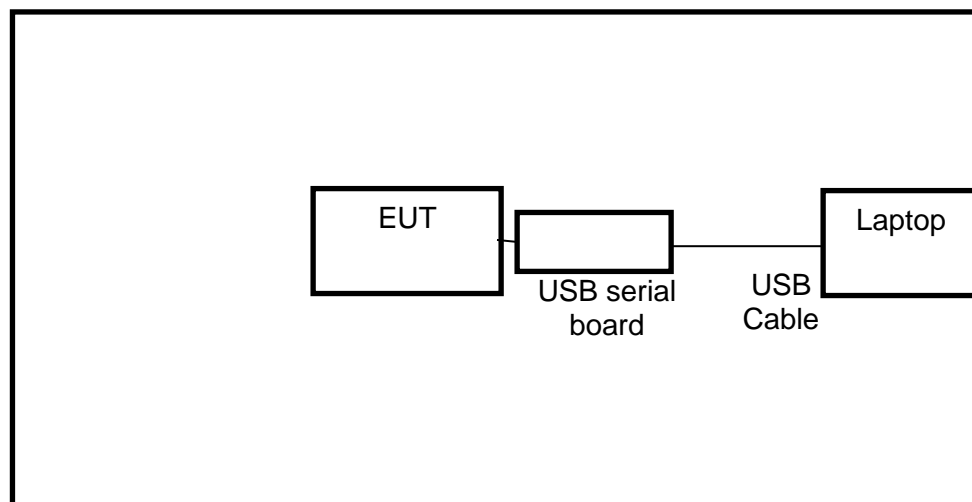 EUT
Laptop
USB serial
board
USB
Cable